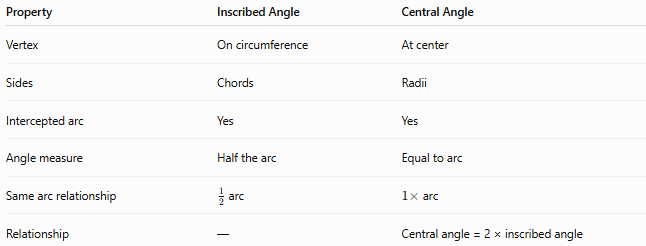 Property Inscribed Angle Central Angle
Vertex On circumference At center
Sides Chords Radii
Intercepted arc Yes Yes
Angle measure Half the arc Equal to arc
Same arc relationship 1/2 arc 1× arc
Relationship — Central angle = 2 × inscribed angle